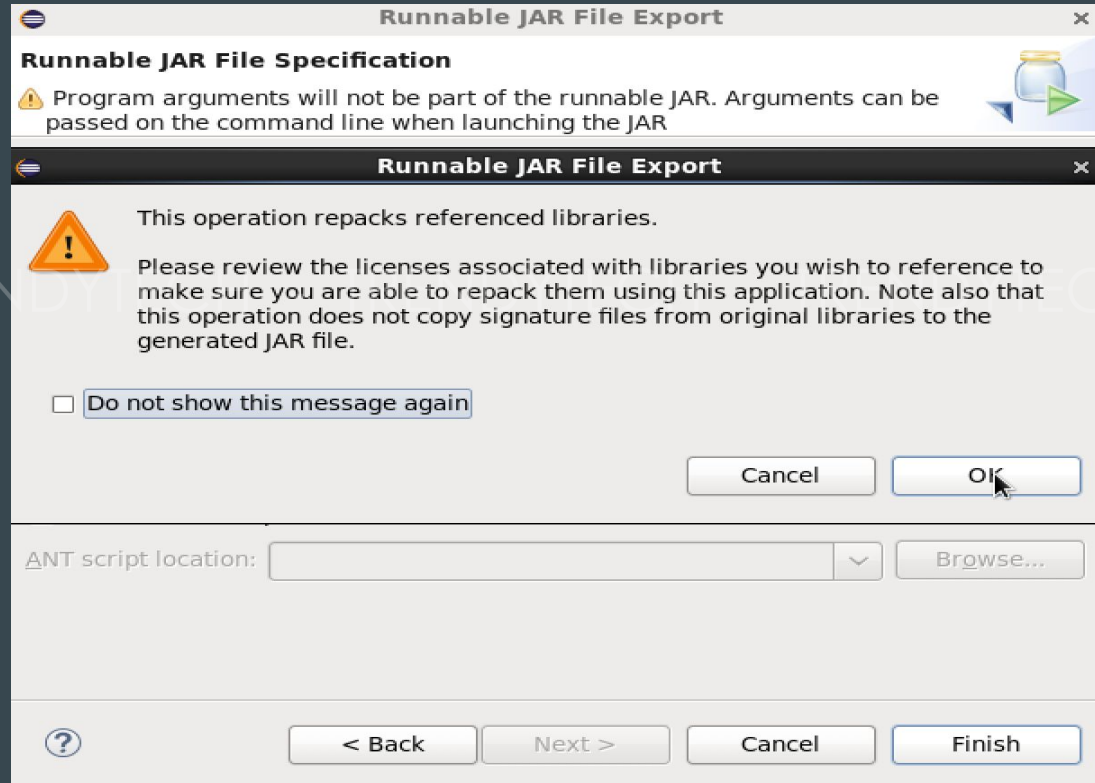 Runnable JAR File Export
Runnable JAR File Specification
Program arguments will not be part of the runnable JAR. Arguments can be
passed on the command line when launching the JAR
Runnable JAR File Export
This operation repacks referenced libraries.
Please review the licenses associated with libraries you wish to reference to
make sure you are able to repack them using this application. Note also that
this operation does not copy signature files from original libraries to the
generated JAR file.
Do not show this message again
Cancel OK
ANT script location: Browse...
< Back Next > Cancel Finish